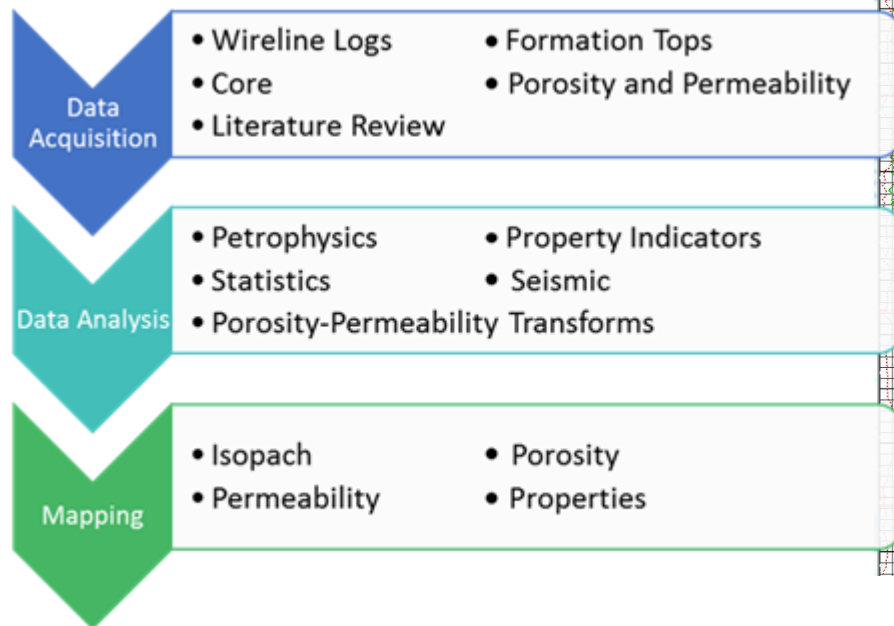 Data
Acquisition
• Wireline Logs
• Formation Tops
• Core
• Porosity and Permeability
• Literature Review
Data Analysis
• Petrophysics
• Property Indicators
• Statistics
• Seismic
• Porosity-Permeability Transforms
Mapping
• Isopach
• Porosity
• Permeability
• Properties